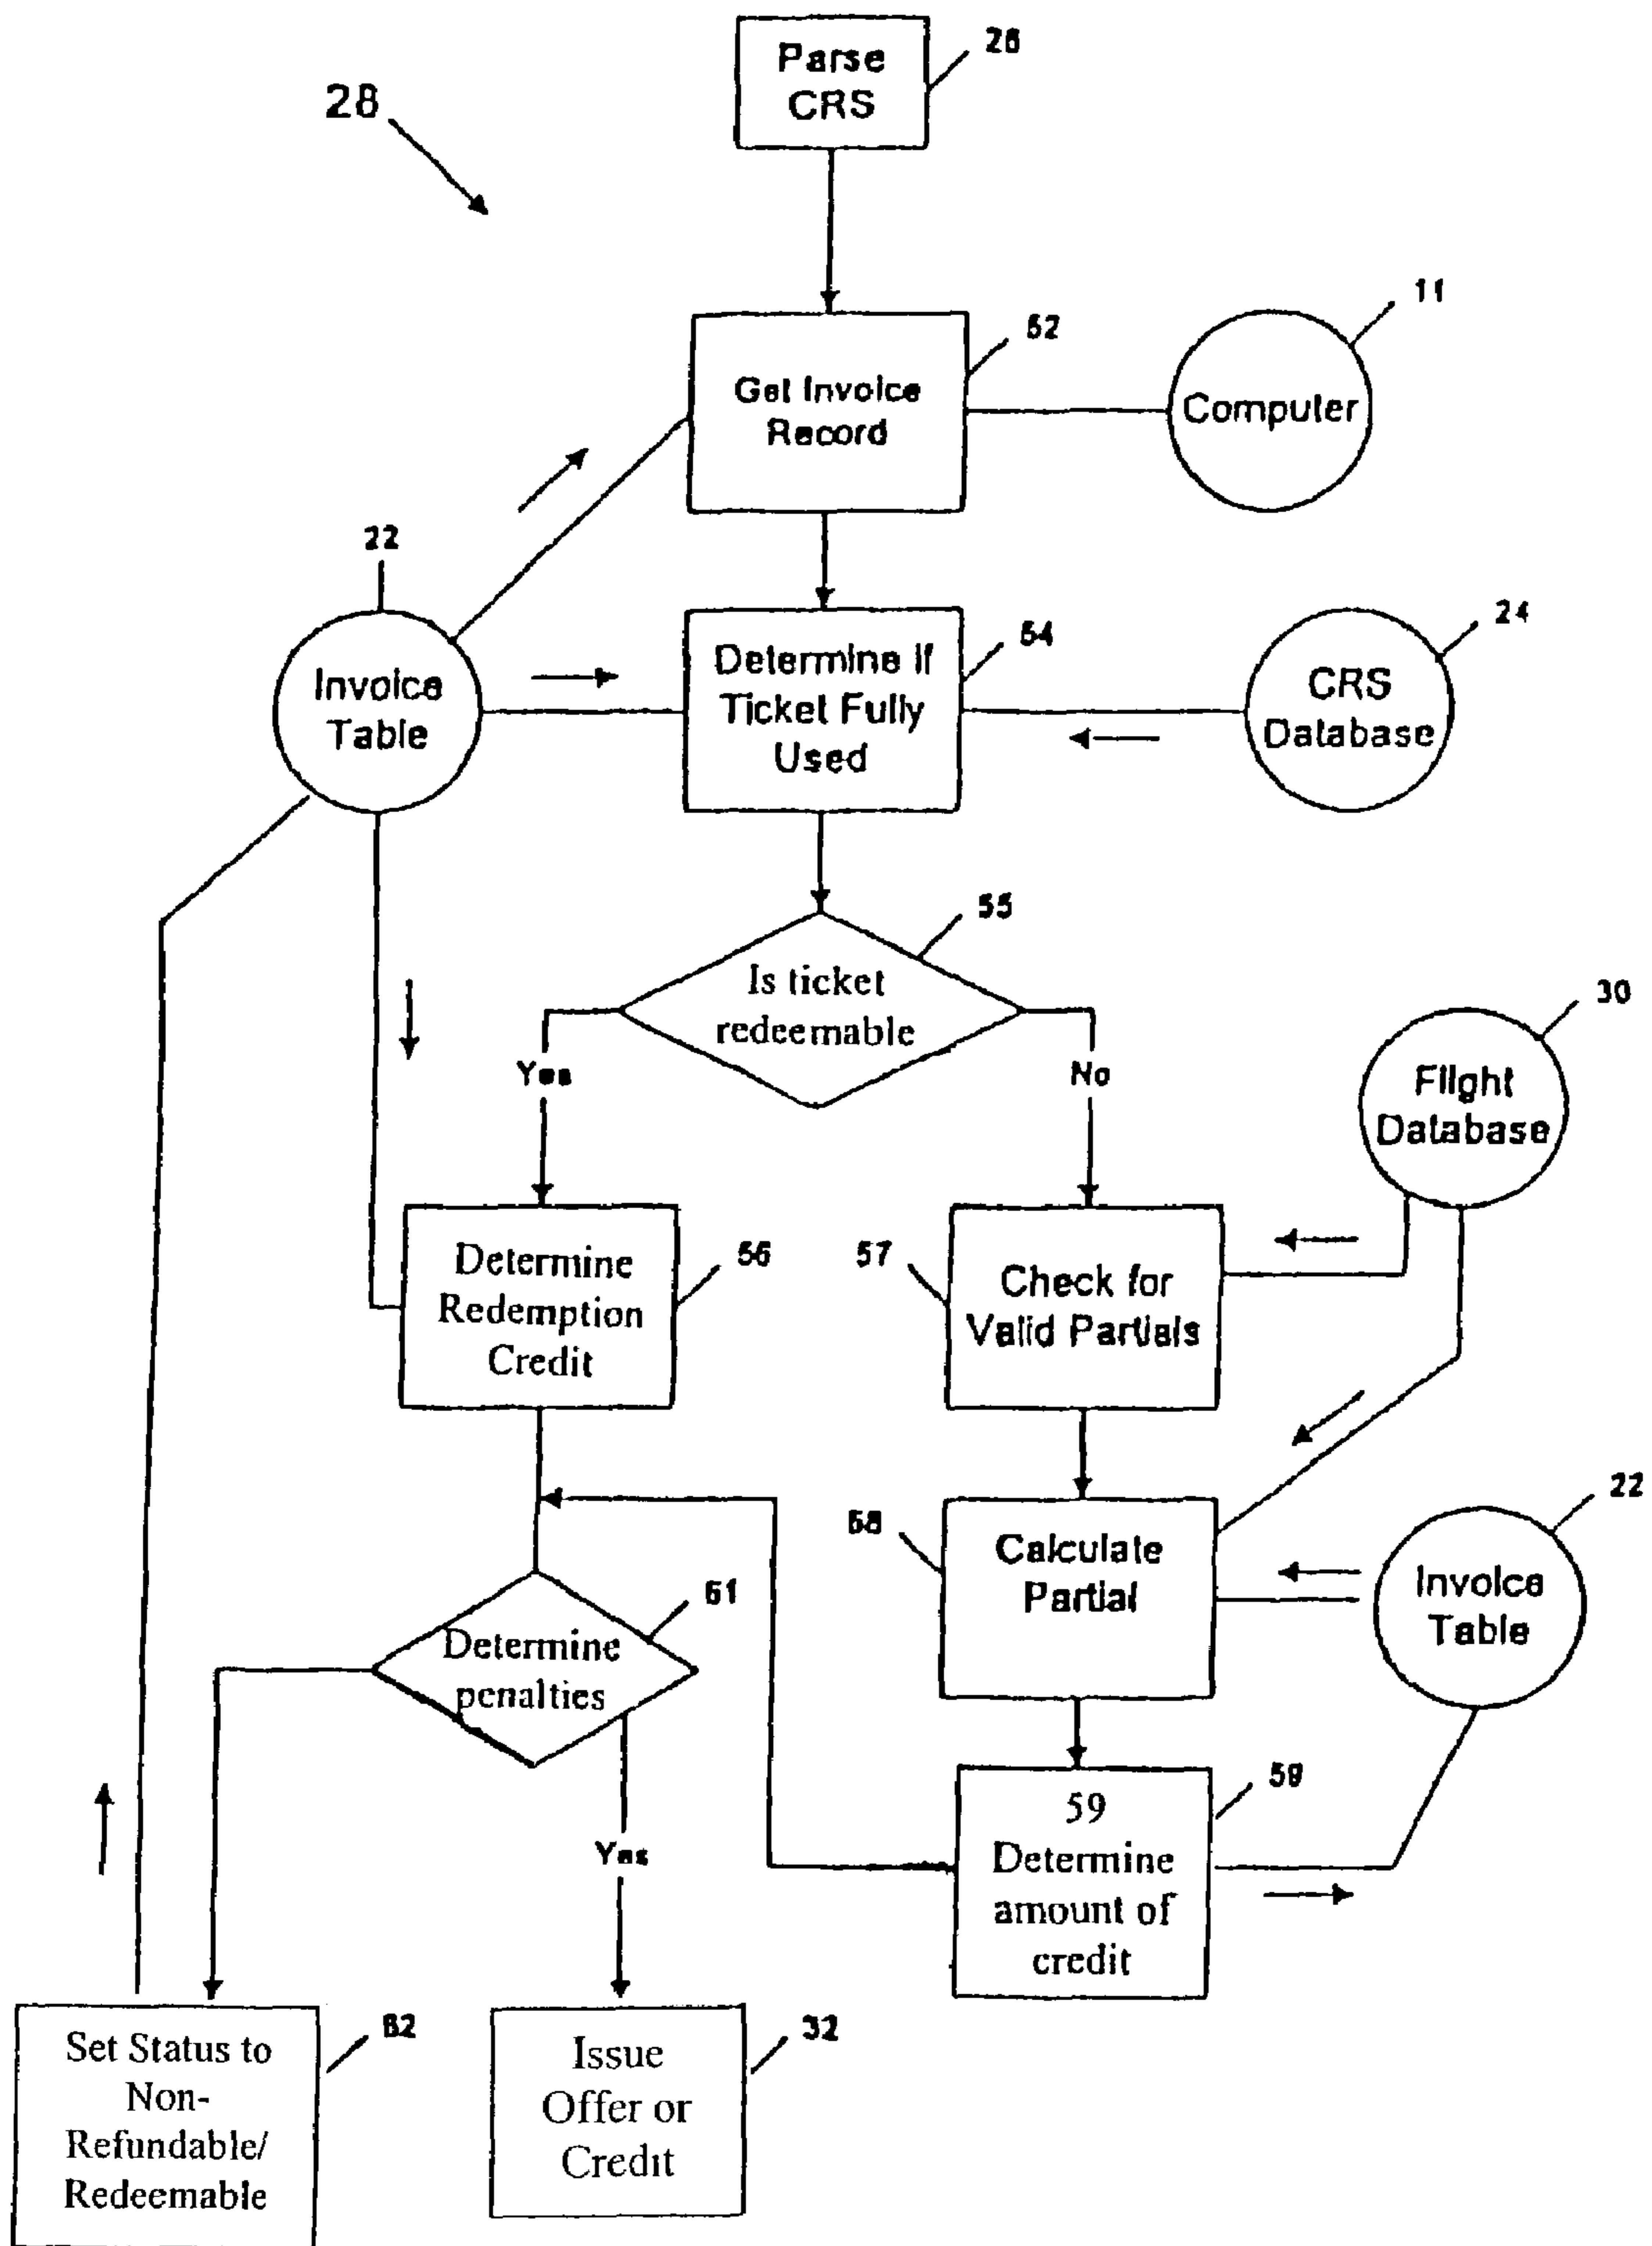 Parse
CRS
26
28
52
11
Get Invoice
Record
Computer
22
54
24
Invoice
Table
Determine if
Ticket Fully
Used
CRS
Database
55
Is ticket
redeemable
30
Yes
No
Flight
Database
Determine
Redemption
Credit
56
57
Check for
Valid Partials
58
Calculate
Partial
22
Invoice
Table
61
Determine
penalties
59
59
Determine
amount of
credit
Yes
Set Status to
Non-
Refundable/
Redeemable
62
Issue
Offer or
Credit
32